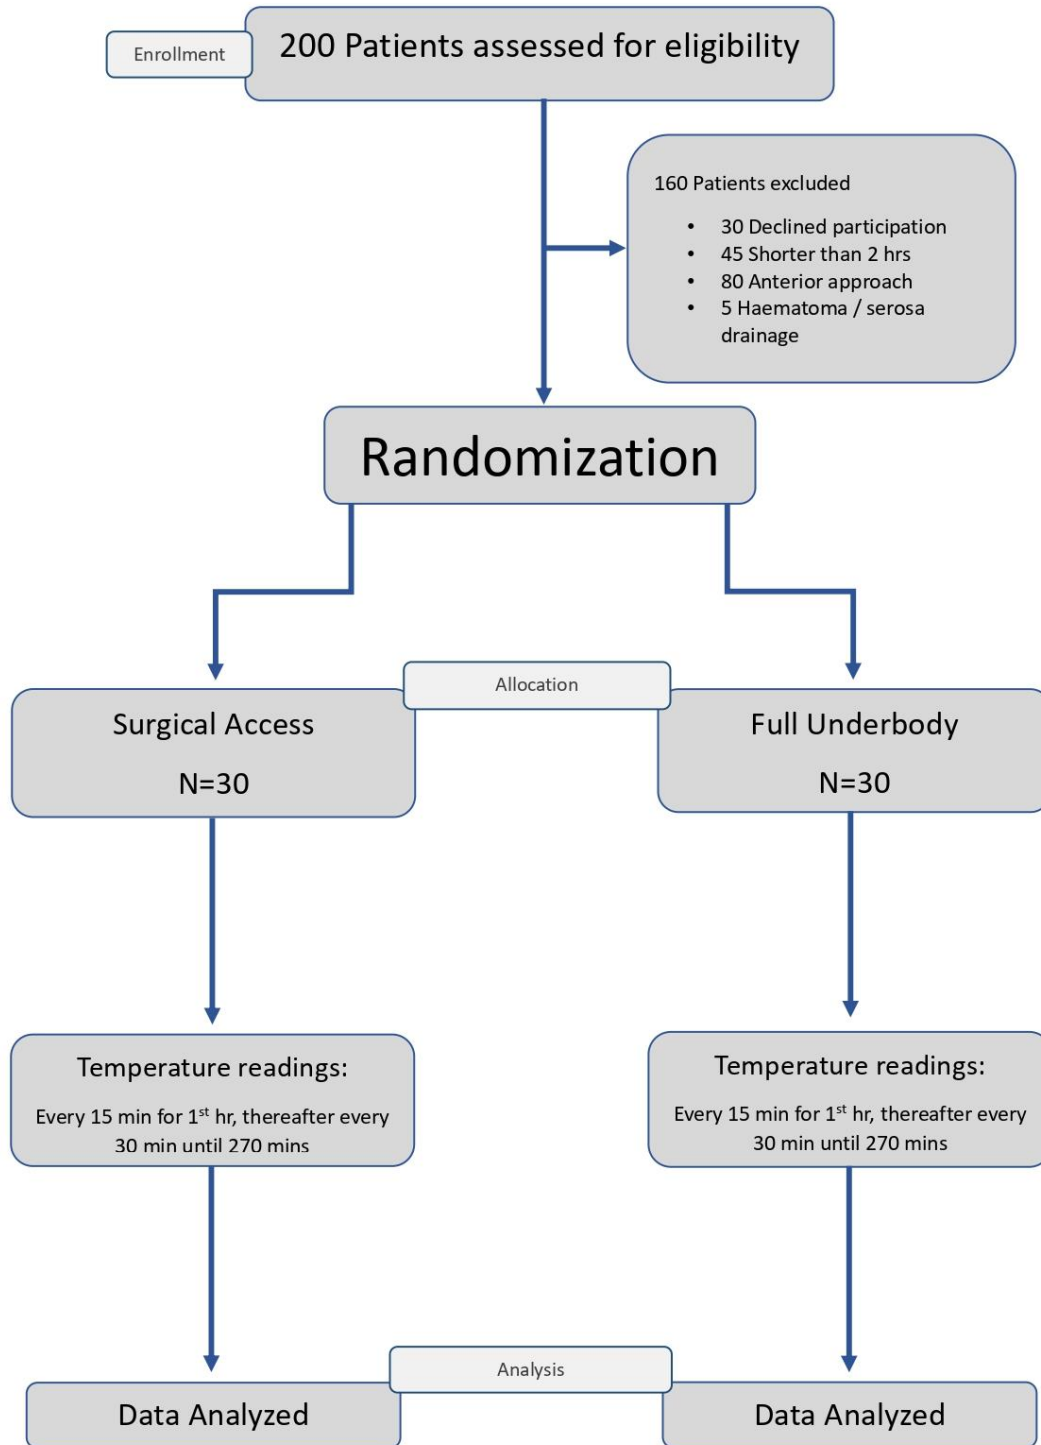 Enrollment
200 Patients assessed for eligibility
160 Patients excluded
• 30 Declined participation
• 45 Shorter than 2 hrs
• 80 Anterior approach
• 5 Haematoma / serosa
drainage
Randomization
Allocation
Surgical Access
N=30
Full Underbody
N=30
Temperature readings:
Every 15 min for 1st hr, thereafter every
30 min until 270 mins
Temperature readings:
Every 15 min for 1st hr, thereafter every
30 min until 270 mins
Analysis
Data Analyzed
Data Analyzed